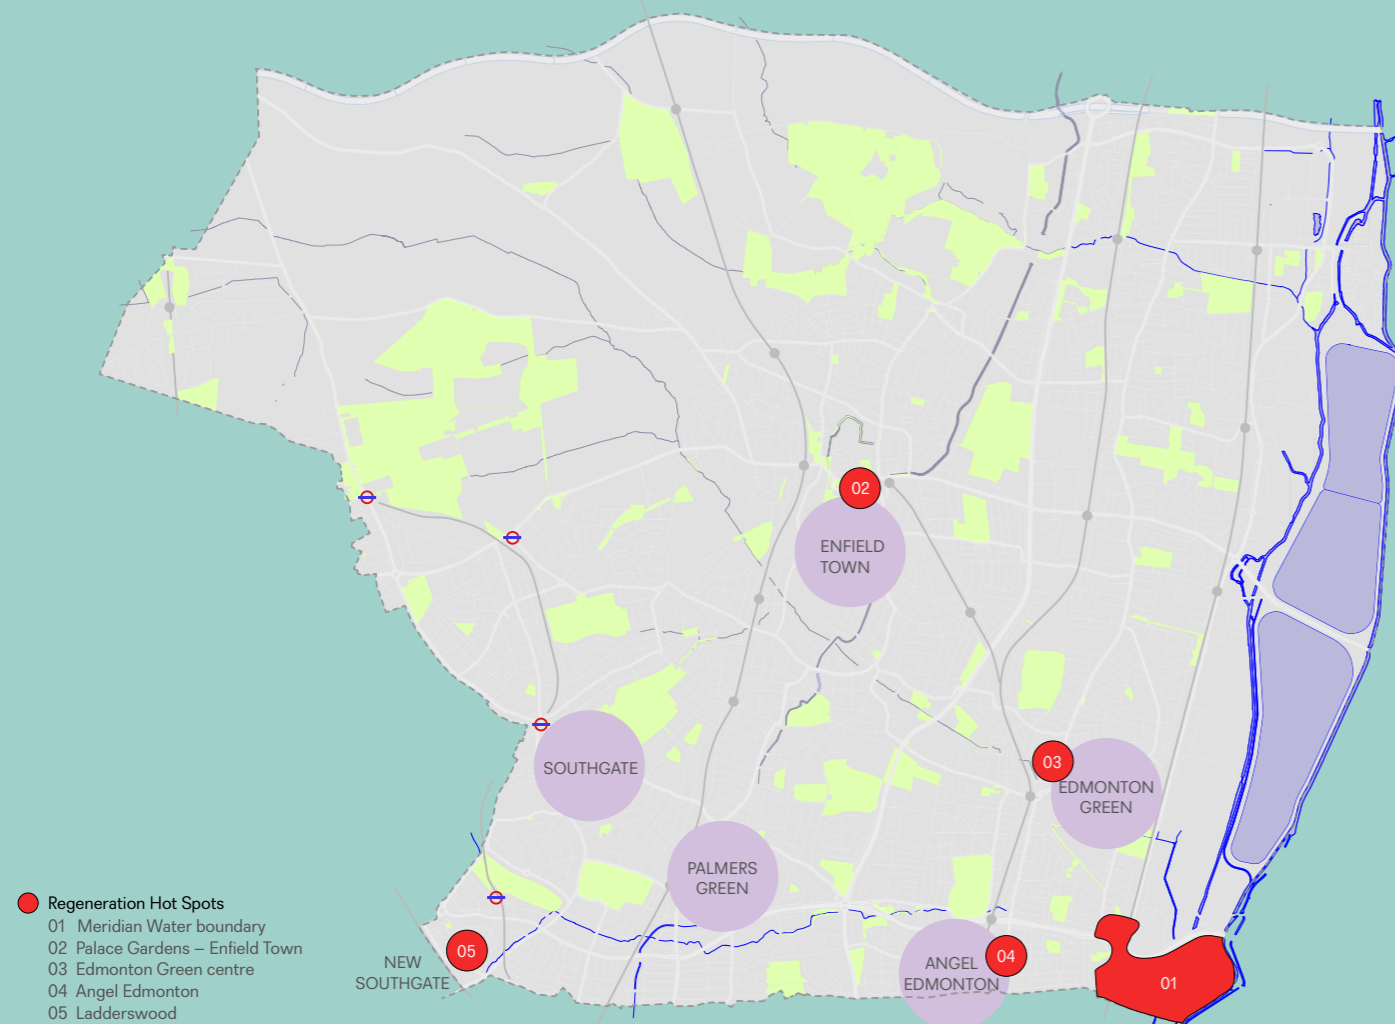 02
ENFIELD
TOWN
03
EDMONTON
GREEN
SOUTHGATE
PALMERS
GREEN
05
NEW
SOUTHGATE
ANGEL
EDMONTON
04
01
Regeneration Hot Spots
01 Meridian Water boundary
02 Palace Gardens – Enfield Town
03 Edmonton Green centre
04 Angel Edmonton
05 Ladderswood